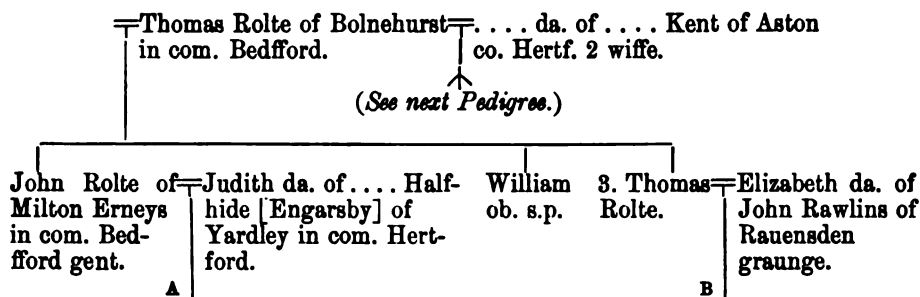 Thomas Rolte of Bolnehurst
in com. Bedfford.
. . . . da. of . . . . Kent of Aston
co. Hertf. 2 wiffe.
(See next Pedigree.)
John Rolte of
Milton Erneys
in com. Bed-
fford gent.
Judith da. of . . . . Half-
hide [Engarsby] of
Yardley in com. Hert-
ford.
William
ob. s.p.
3. Thomas
Rolte.
Elizabeth da. of
John Rawlins of
Rauensden
graunge.
A
B